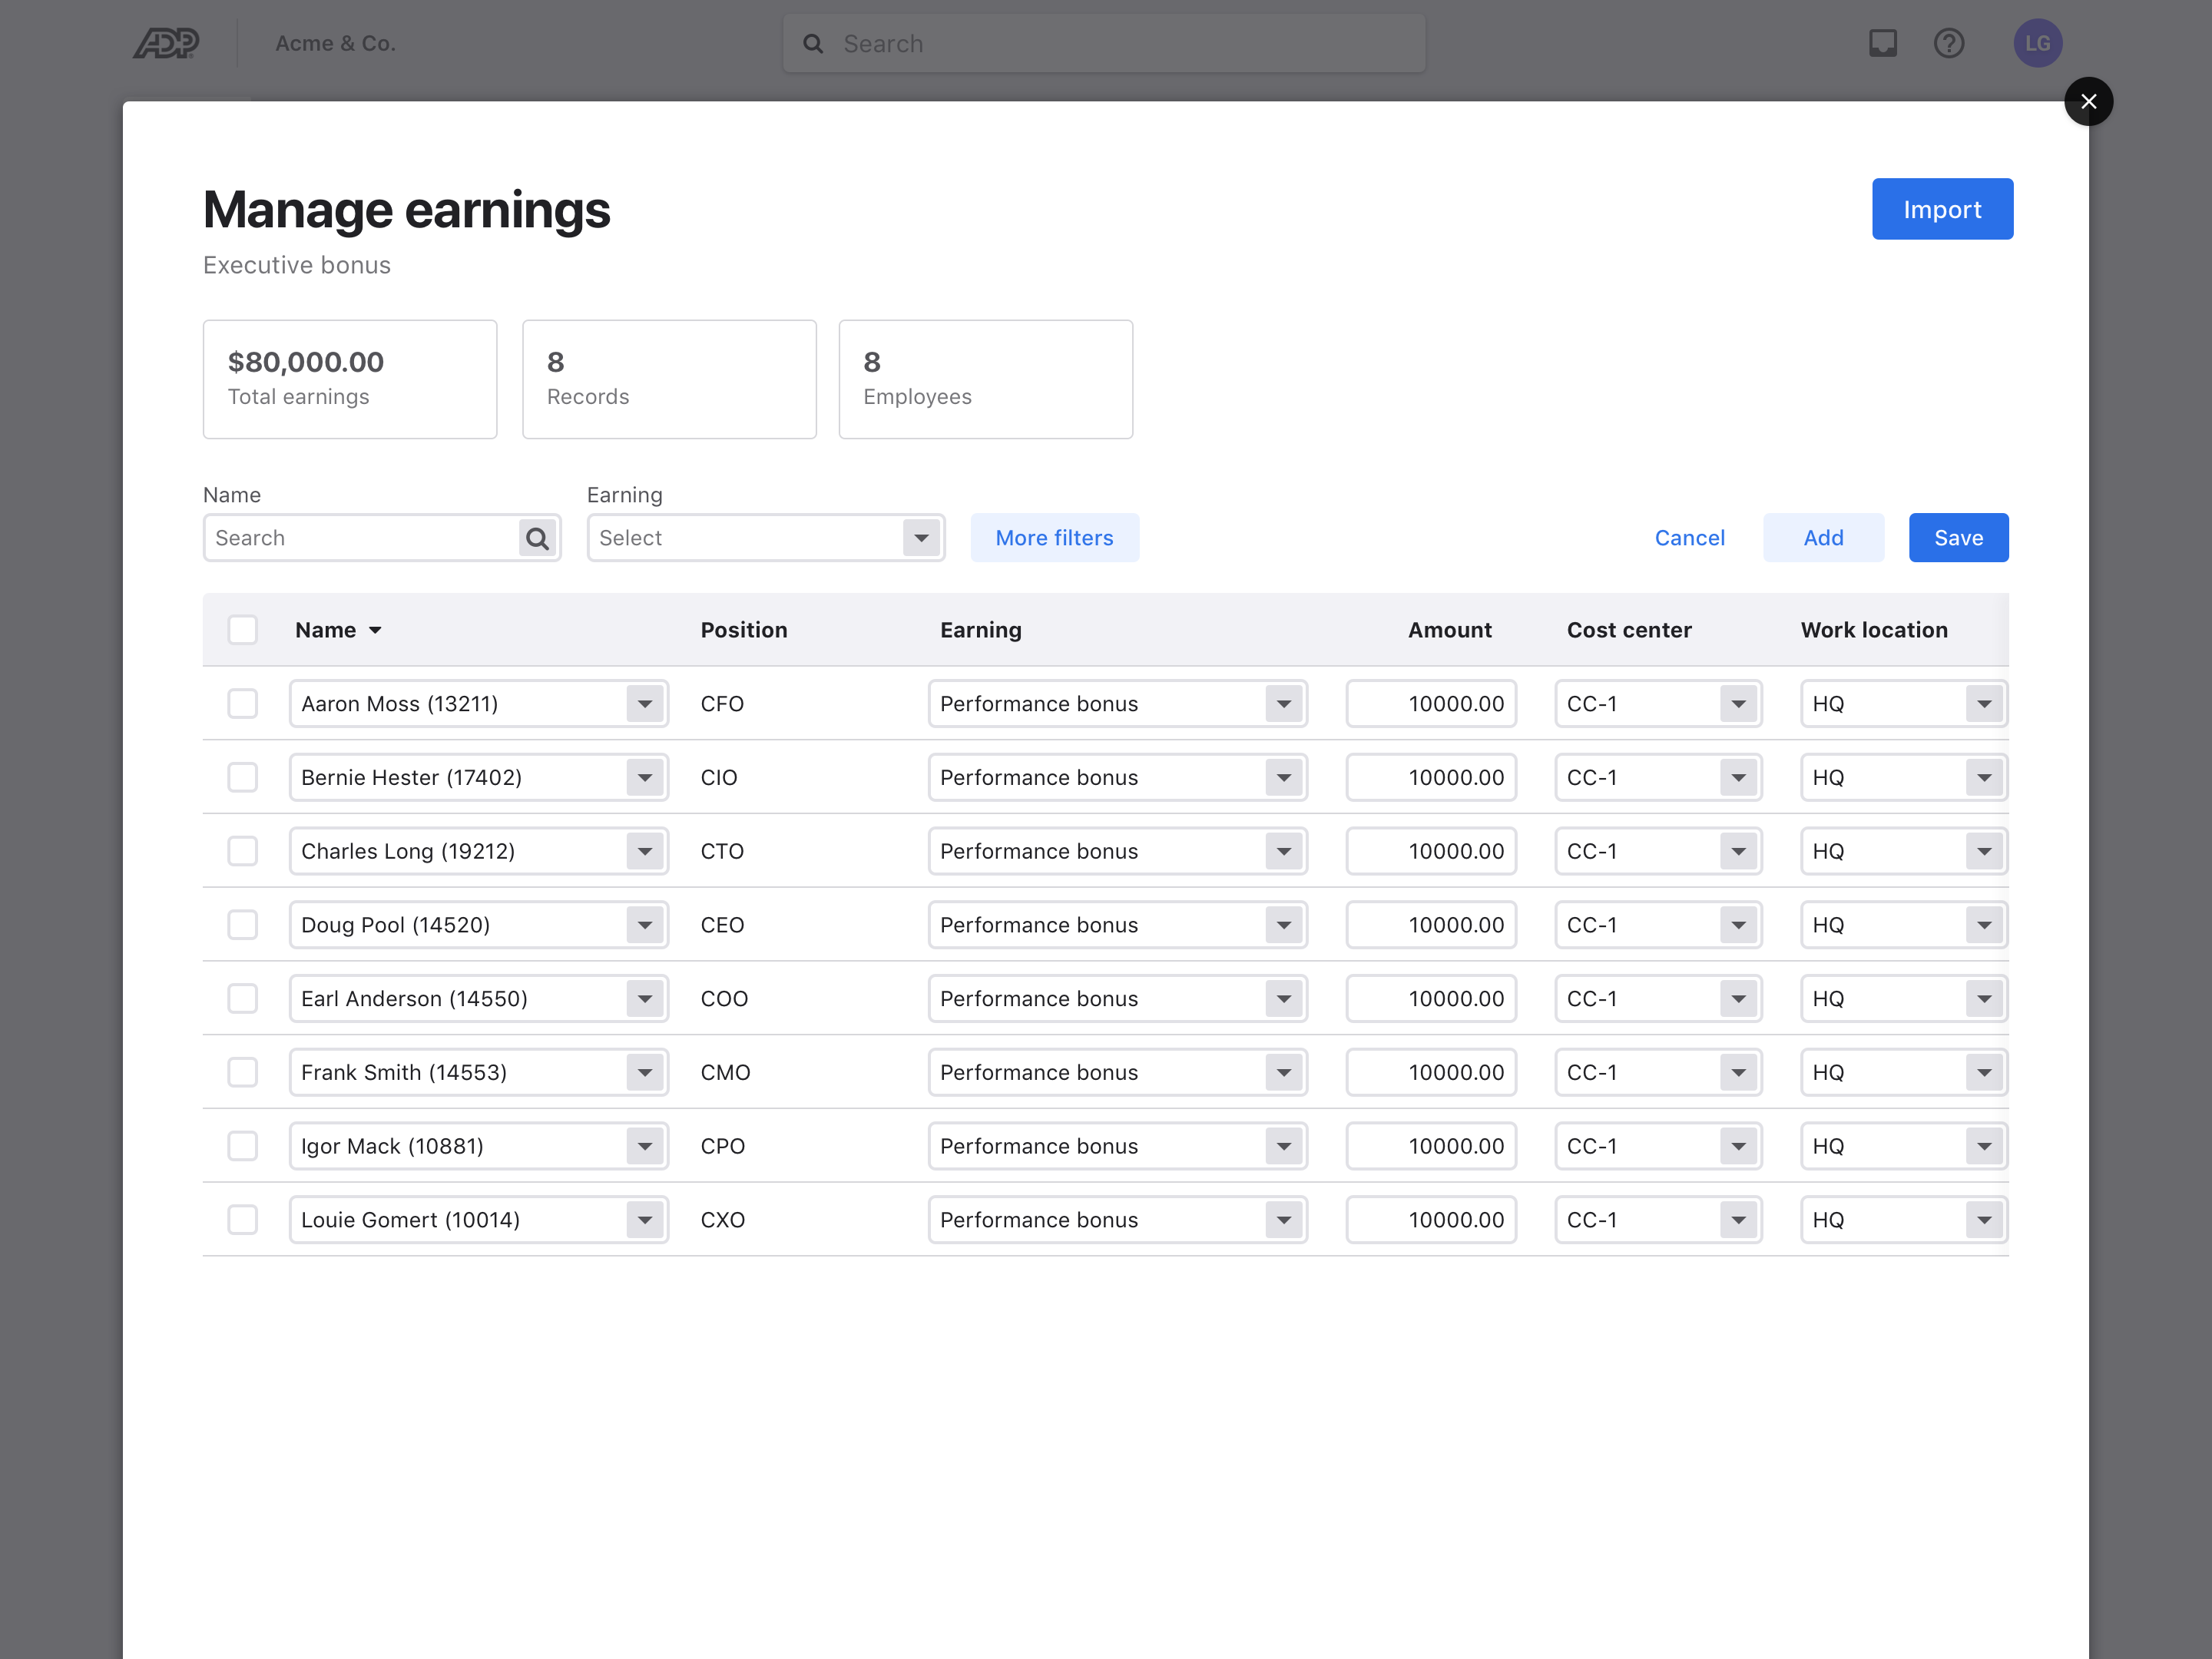 ADP Acme & Co. Search LG
Manage earnings
Import
Executive bonus
$80,000.00 8 8
Total earnings Records Employees
Name Earning
Search Select More filters Cancel Add Save
Name Position Earning Amount Cost center Work location
Aaron Moss (13211) CFO Performance bonus 10000.00 CC-1 HQ
Bernie Hester (17402) CIO Performance bonus 10000.00 CC-1 HQ
Charles Long (19212) CTO Performance bonus 10000.00 CC-1 HQ
Doug Pool (14520) CEO Performance bonus 10000.00 CC-1 HQ
Earl Anderson (14550) COO Performance bonus 10000.00 CC-1 HQ
Frank Smith (14553) CMO Performance bonus 10000.00 CC-1 HQ
Igor Mack (10881) CPO Performance bonus 10000.00 CC-1 HQ
Louie Gomert (10014) CXO Performance bonus 10000.00 CC-1 HQ